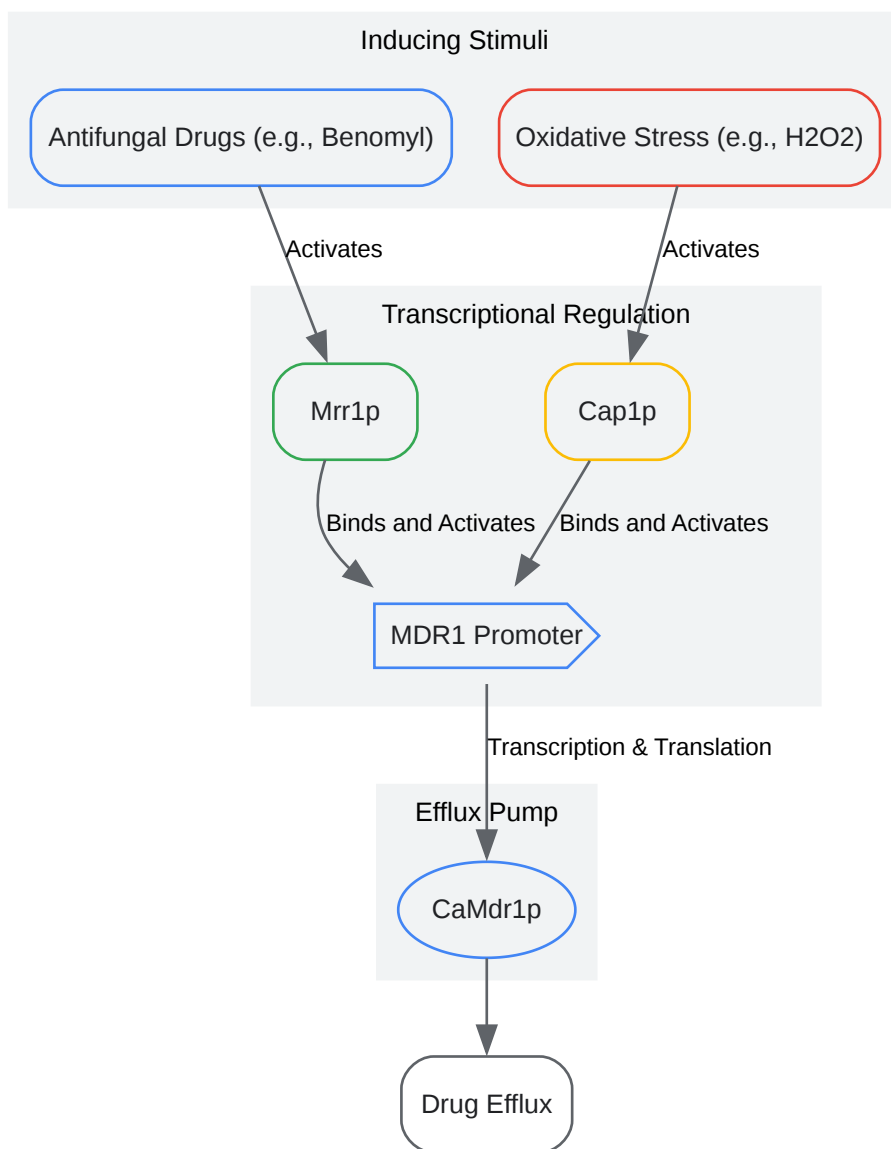 Inducing Stimuli
Antifungal Drugs (e.g., Benomyl)
Oxidative Stress (e.g., H2O2)
Activates
Activates
Transcriptional Regulation
Mrr1p
Cap1p
Binds and Activates
Binds and Activates
MDR1 Promoter
Transcription & Translation
Efflux Pump
CaMdr1p
Drug Efflux